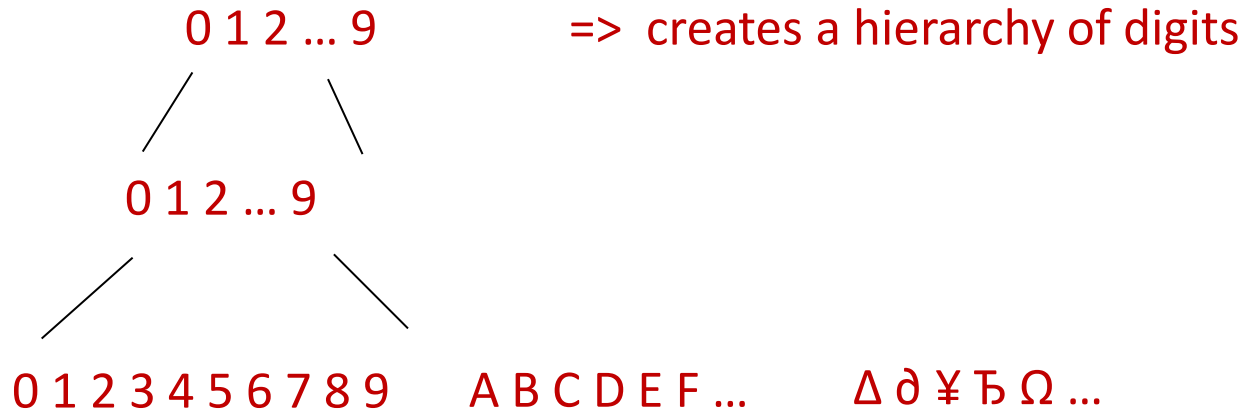 0 1 2 ... 9 => creates a hierarchy of digits
0 1 2 ... 9
0 1 2 3 4 5 6 7 8 9 A B C D E F ... Δ ∂ ¥ Ђ Ω ...